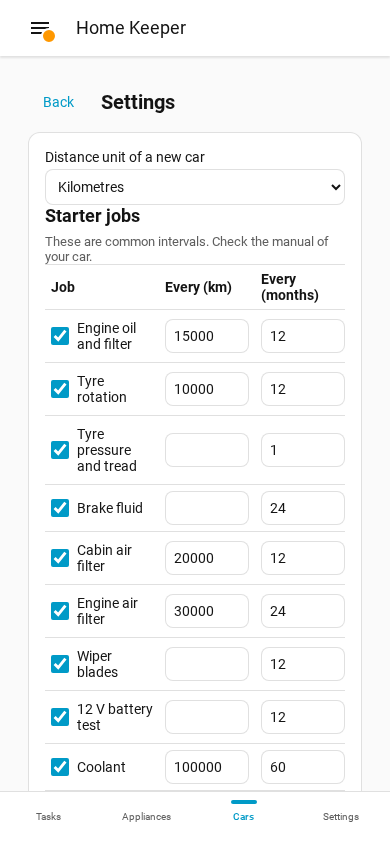 Home Keeper
Back
Settings
Distance unit of a new car
Kilometres
Starter jobs
These are common intervals. Check the manual of
your car.
Job
Every (km)
Every
(months)
Engine oil
and filter
15000
12
Tyre
rotation
10000
12
Tyre
pressure
and tread
1
Brake fluid
24
Cabin air
filter
20000
12
Engine air
filter
30000
24
Wiper
blades
12
12 V battery
test
12
Coolant
100000
60
Tasks
Appliances
Cars
Settings